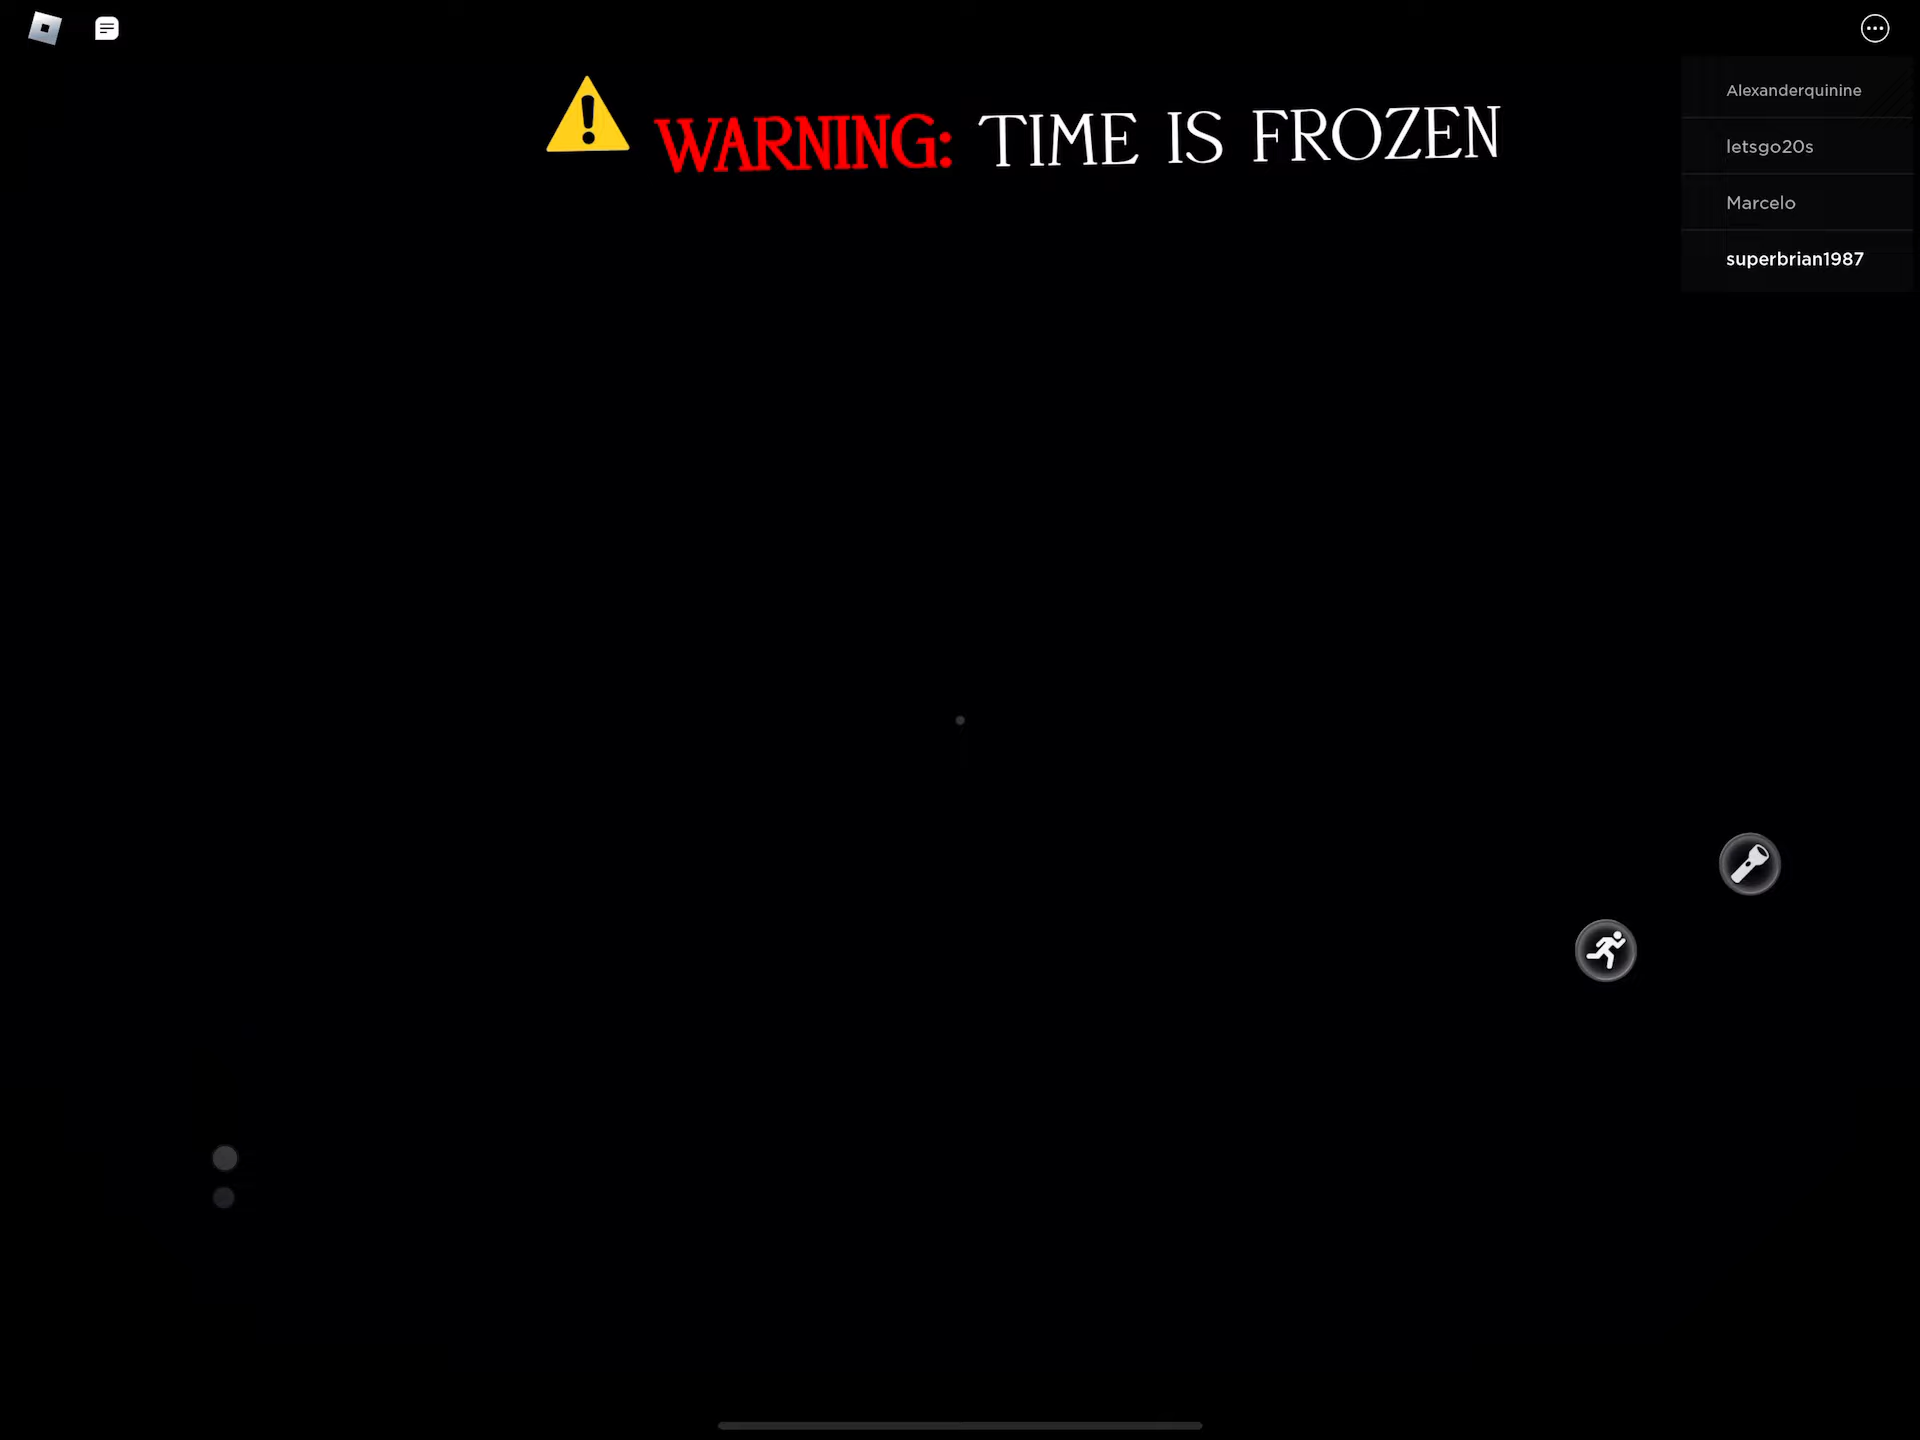 WARNING: TIME IS FROZEN
Alexanderquinine
letsgo20s
Marcelo
superbrian1987